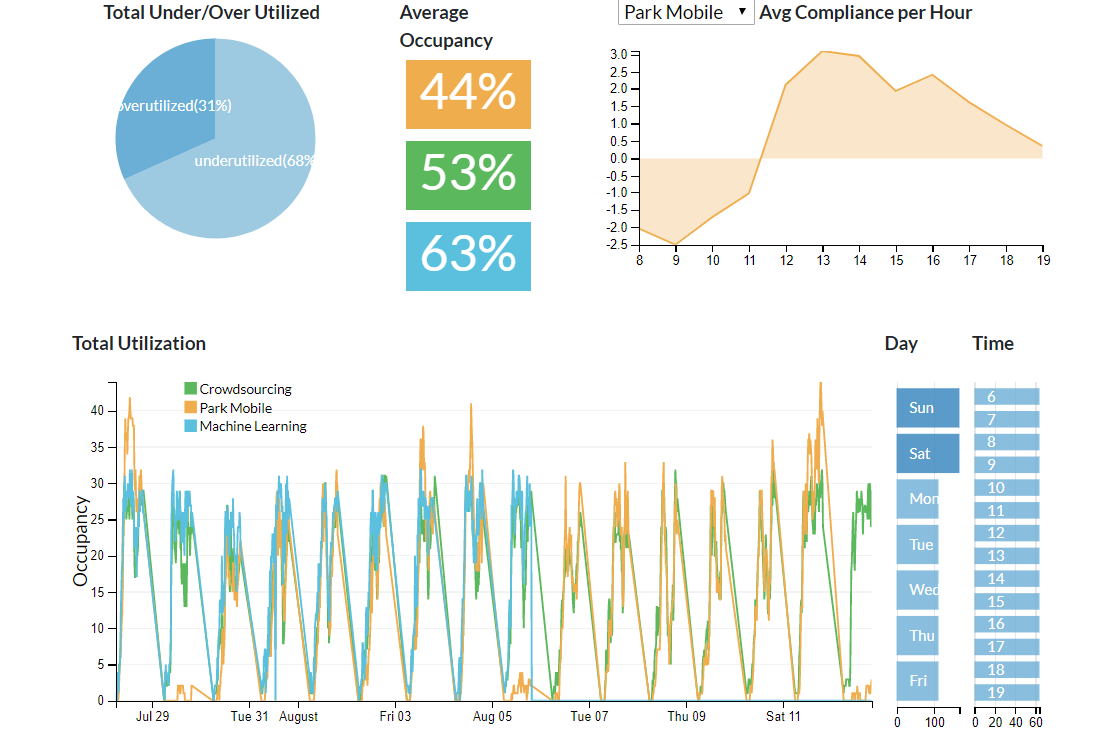 Total Under/Over Utilized
overutilized(31%)
underutilized(68%
Average
Occupancy
44%
53%
63%
Park Mobile ▼ Avg Compliance per Hour
3.0
2.5
2.0
1.5
1.0
0.5
0.0
-0.5
-1.0
-1.5
-2.0
-2.5
8 9 10 11 12 13 14 15 16 17 18 19
Total Utilization
Crowdsourcing
Park Mobile
Machine Learning
Occupancy
40
35
30
25
20
15
10
5
0
Jul 29 Tue 31 August Fri 03 Aug 05 Tue 07 Thu 09 Sat 11
Day
Sun
Sat
Mon
Tue
Wed
Thu
Fri
0 100
Time
6
7
8
9
10
11
12
13
14
15
16
17
18
19
0 20 40 60